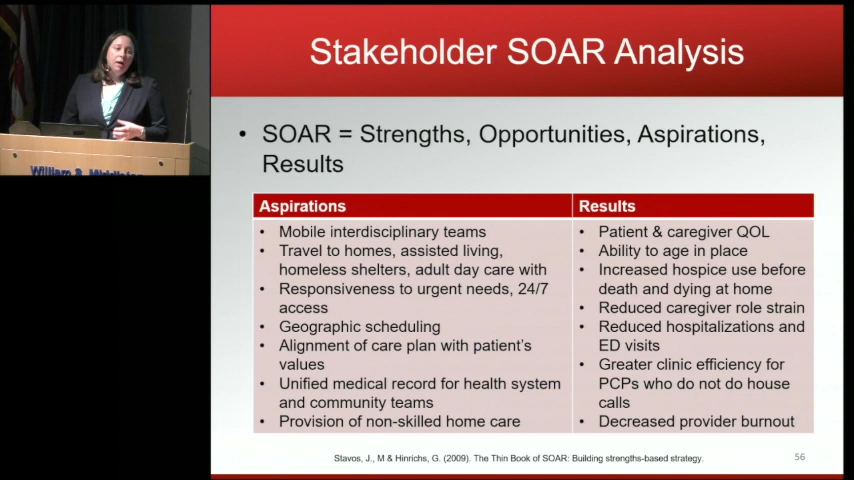 Stakeholder SOAR Analysis
• SOAR = Strengths, Opportunities, Aspirations,
Results
Aspirations
• Mobile interdisciplinary teams
• Travel to homes, assisted living,
homeless shelters, adult day care with
• Responsiveness to urgent needs, 24/7
access
• Geographic scheduling
• Alignment of care plan with patient's
values
• Unified medical record for health system
and community teams
• Provision of non-skilled home care
Results
• Patient & caregiver QOL
• Ability to age in place
• Increased hospice use before
death and dying at home
• Reduced caregiver role strain
• Reduced hospitalizations and
ED visits
• Greater clinic efficiency for
PCPs who do not do house
calls
• Decreased provider burnout
Stavos, J., M & Hinrichs, G. (2009). The Thin Book of SOAR: Building strengths-based strategy.
56
William S. Middleton